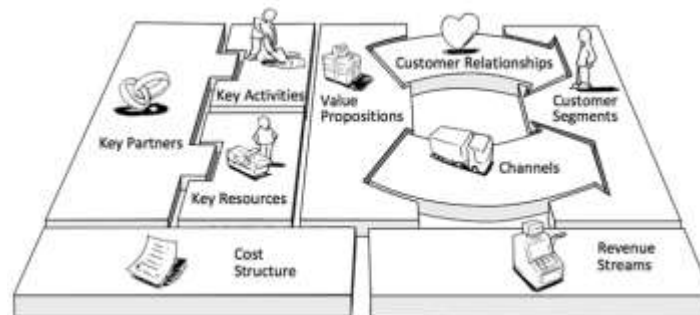 Key Partners
Key Activities
Key Resources
Value
Propositions
Customer Relationships
Channels
Customer
Segments
Cost
Structure
Revenue
Streams